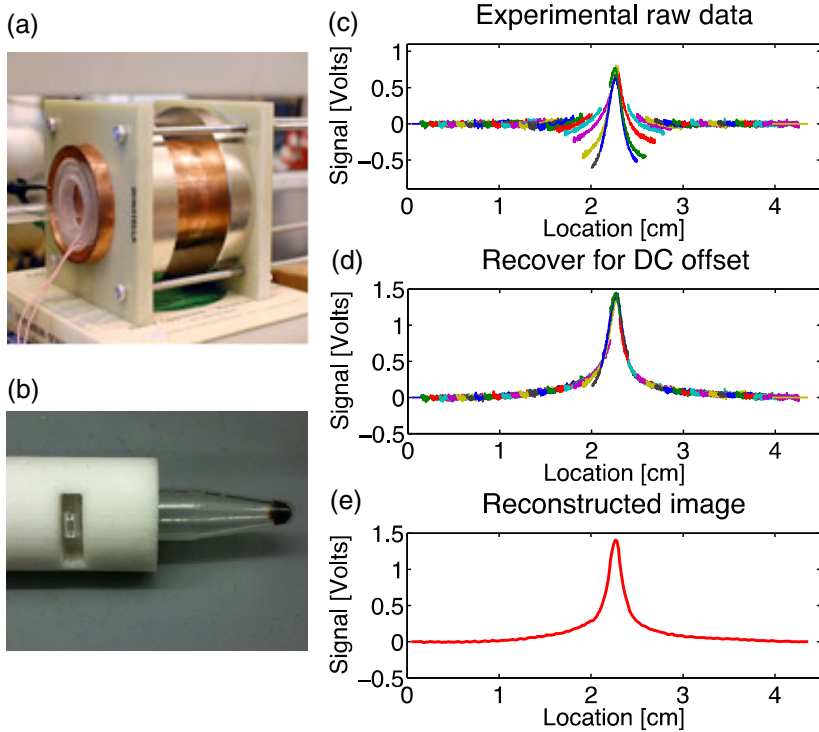 (a)
(b)
(c)
Experimental raw data
Signal [Volts]
1
0.5
0
−0.5
0
1
2
3
4
Location [cm]
(d)
Recover for DC offset
Signal [Volts]
1.5
1
0.5
0
−0.5
0
1
2
3
4
Location [cm]
(e)
Reconstructed image
Signal [Volts]
1.5
1
0.5
0
−0.5
0
1
2
3
4
Location [cm]